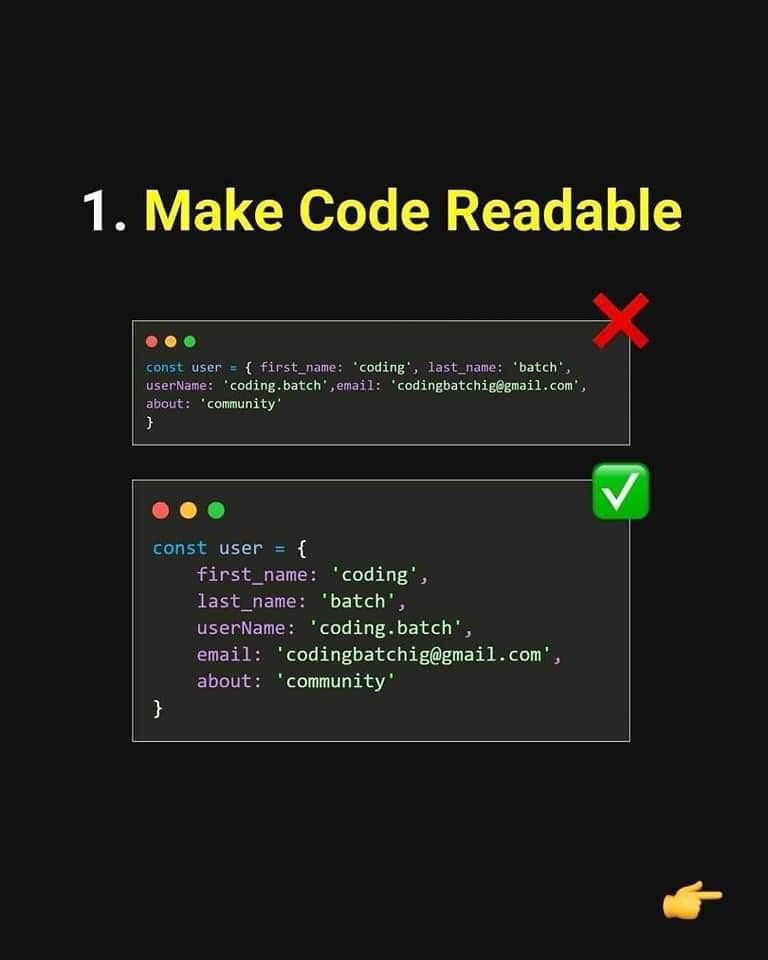 1. Make Code Readable
const user = { first_name: 'coding', last_name: 'batch',
userName: 'coding.batch',email: 'codingbatchig@gmail.com',
about: 'community'
}
const user = {
    first_name: 'coding',
    last_name: 'batch',
    userName: 'coding.batch',
    email: 'codingbatchig@gmail.com',
    about: 'community'
}